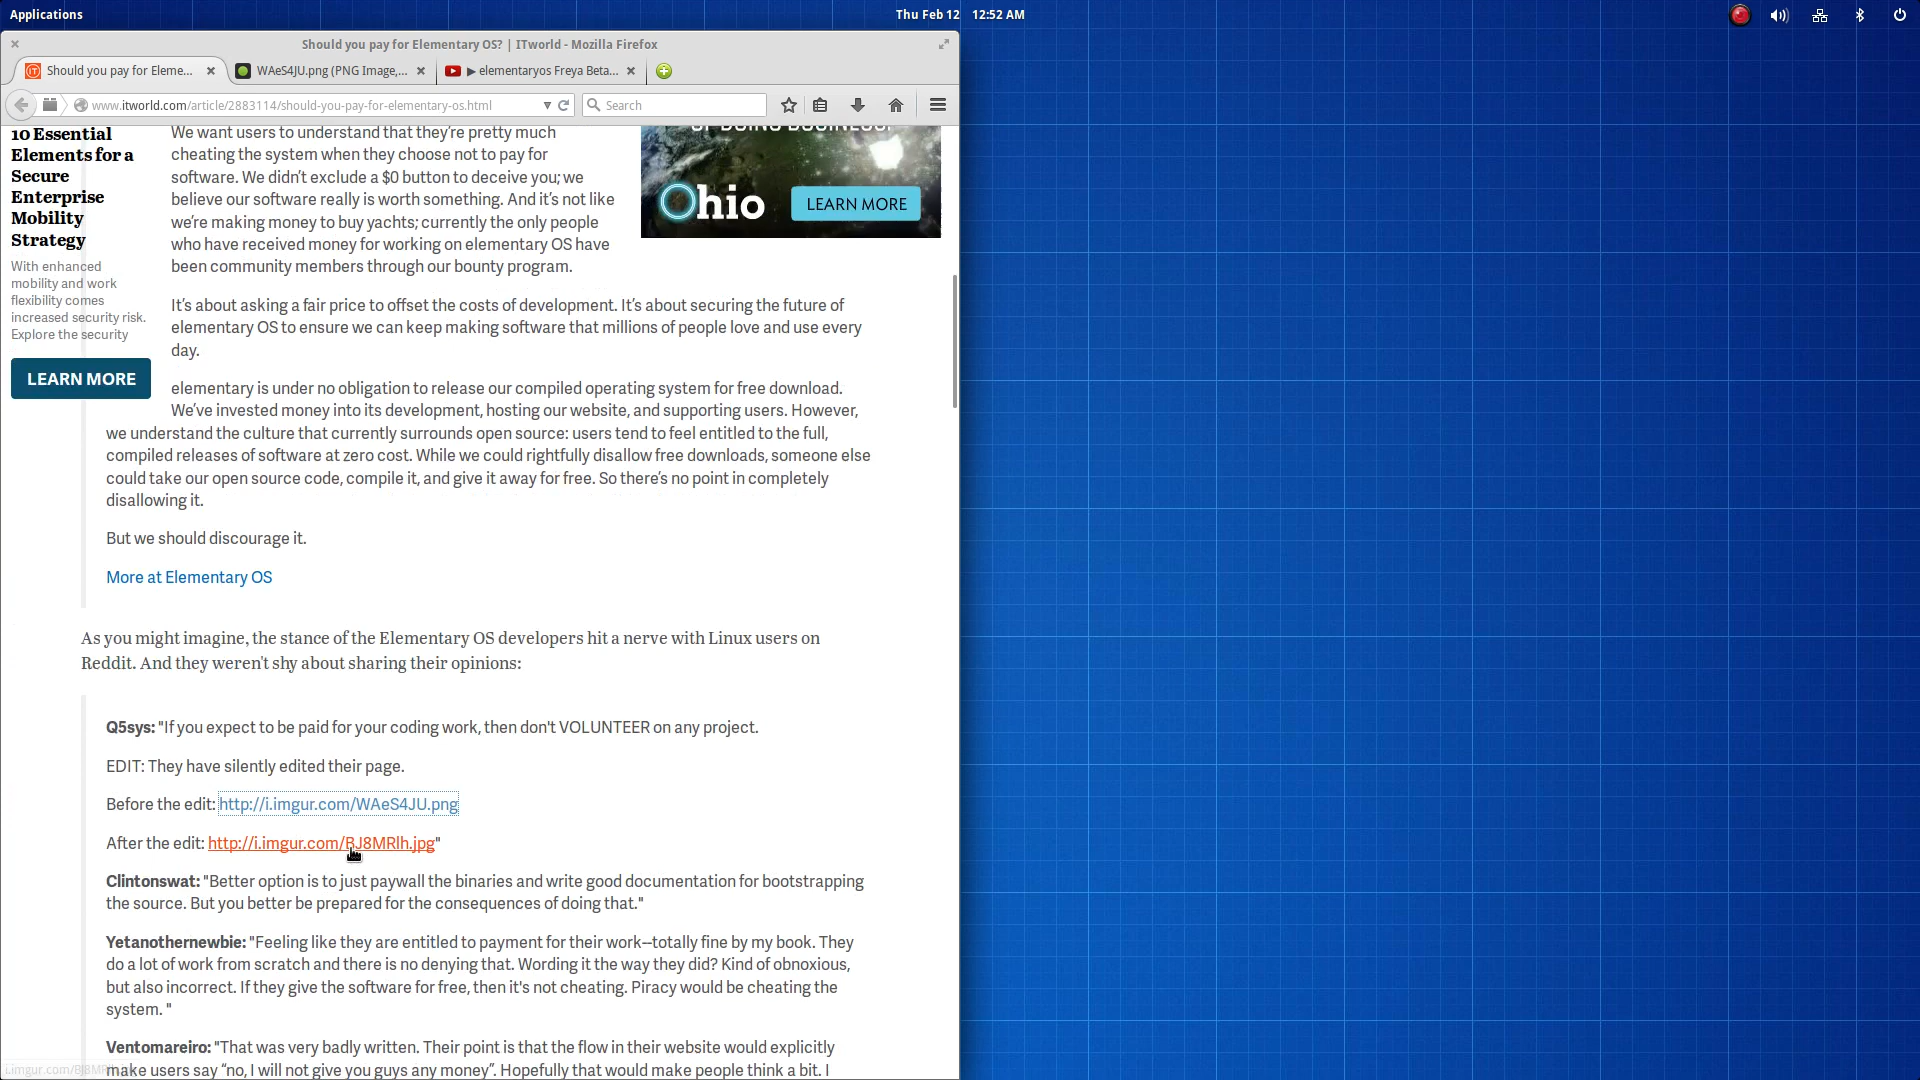 Applications
Thu Feb 12 12:52 AM
Should you pay for Elementary OS? | ITworld - Mozilla Firefox
Should you pay for Eleme...
WAeS4JU.png (PNG Image,...
▶ elementaryos Freya Beta...
www.itworld.com/article/2883114/should-you-pay-for-elementary-os.html
Search
10 Essential
Elements for a
Secure
Enterprise
Mobility
Strategy
With enhanced
mobility and work
flexibility comes
increased security risk.
Explore the security
LEARN MORE
We want users to understand that they're pretty much
cheating the system when they choose not to pay for
software. We didn't exclude a $0 button to deceive you; we
believe our software really is worth something. And it's not like
we're making money to buy yachts; currently the only people
who have received money for working on elementary OS have
been community members through our bounty program.
OF DOING BUSINESS.
Ohio
LEARN MORE
It's about asking a fair price to offset the costs of development. It's about securing the future of
elementary OS to ensure we can keep making software that millions of people love and use every
day.
elementary is under no obligation to release our compiled operating system for free download.
We've invested money into its development, hosting our website, and supporting users. However,
we understand the culture that currently surrounds open source: users tend to feel entitled to the full,
compiled releases of software at zero cost. While we could rightfully disallow free downloads, someone else
could take our open source code, compile it, and give it away for free. So there's no point in completely
disallowing it.
But we should discourage it.
More at Elementary OS
As you might imagine, the stance of the Elementary OS developers hit a nerve with Linux users on
Reddit. And they weren't shy about sharing their opinions:
Q5sys: "If you expect to be paid for your coding work, then don't VOLUNTEER on any project.
EDIT: They have silently edited their page.
Before the edit: http://i.imgur.com/WAeS4JU.png
After the edit: http://i.imgur.com/BJ8MRlh.jpg"
Clintonswat: "Better option is to just paywall the binaries and write good documentation for bootstrapping
the source. But you better be prepared for the consequences of doing that."
Yetanothernewbie: "Feeling like they are entitled to payment for their work--totally fine by my book. They
do a lot of work from scratch and there is no denying that. Wording it the way they did? Kind of obnoxious,
but also incorrect. If they give the software for free, then it's not cheating. Piracy would be cheating the
system. "
Ventomareiro: "That was very badly written. Their point is that the flow in their website would explicitly
make users say “no, I will not give you guys any money”. Hopefully that would make people think a bit. I